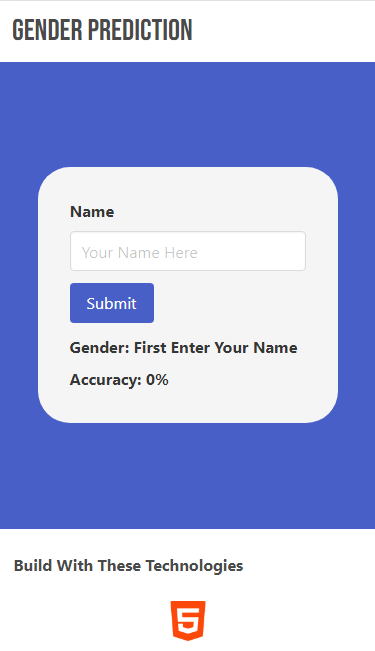 GENDER PREDICTION
Name
Your Name Here
Submit
Gender: First Enter Your Name
Accuracy: 0%
Build With These Technologies
5